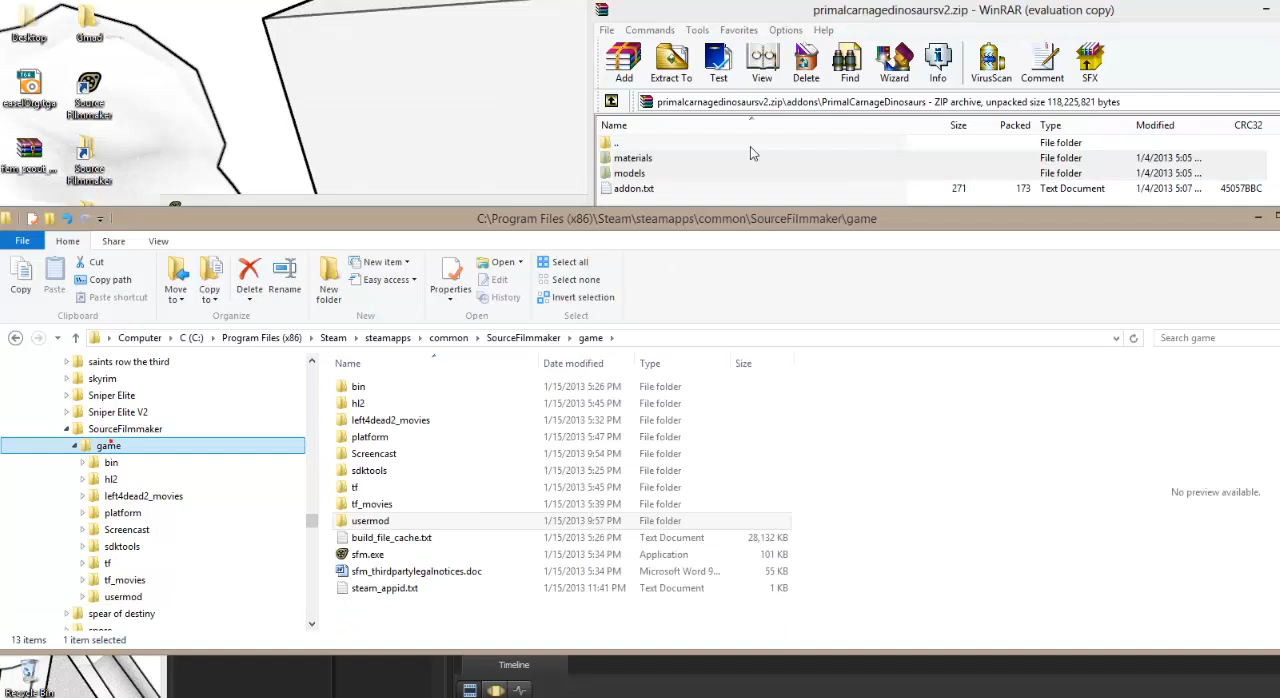 Desktop
Gmad
easelOrg.tga
Source
Filmmaker
fem_scout_...
Source
Filmmaker
primalcarnagedinosaursv2.zip - WinRAR (evaluation copy)
File Commands Tools Favorites Options Help
Add Extract To Test View Delete Find Wizard Info VirusScan Comment SFX
primalcarnagedinosaursv2.zip\addons\PrimalCarnageDinosaurs - ZIP archive, unpacked size 118,225,821 bytes
Name Size Packed Type Modified CRC32
.. File folder
materials File folder 1/4/2013 5:05 ...
models File folder 1/4/2013 5:05 ...
addon.txt 271 173 Text Document 1/4/2013 5:07 ... 45057BBC
C:\Program Files (x86)\Steam\steamapps\common\SourceFilmmaker\game
File Home Share View
Copy Paste Cut Copy path Paste shortcut
Move to Copy to Delete Rename
New folder New item Easy access
Properties Open Edit History
Select all Select none Invert selection
Clipboard Organize New Open Select
Computer C (C:) Program Files (x86) Steam steamapps common SourceFilmmaker game
Search game
saints row the third
skyrim
Sniper Elite
Sniper Elite V2
SourceFilmmaker
game
bin
hl2
left4dead2_movies
platform
Screencast
sdktools
tf
tf_movies
usermod
spear of destiny
spore
Name Date modified Type Size
bin 1/15/2013 5:26 PM File folder
hl2 1/15/2013 5:45 PM File folder
left4dead2_movies 1/15/2013 5:32 PM File folder
platform 1/15/2013 5:47 PM File folder
Screencast 1/15/2013 9:54 PM File folder
sdktools 1/15/2013 5:25 PM File folder
tf 1/15/2013 5:45 PM File folder
tf_movies 1/15/2013 5:39 PM File folder
usermod 1/15/2013 9:57 PM File folder
build_file_cache.txt 1/15/2013 5:26 PM Text Document 28,132 KB
sfm.exe 1/15/2013 5:34 PM Application 101 KB
sfm_thirdpartylegalnotices.doc 1/15/2013 5:34 PM Microsoft Word 9... 55 KB
steam_appid.txt 1/15/2013 11:41 PM Text Document 1 KB
No preview available.
13 items 1 item selected
Recycle Bin
Timeline